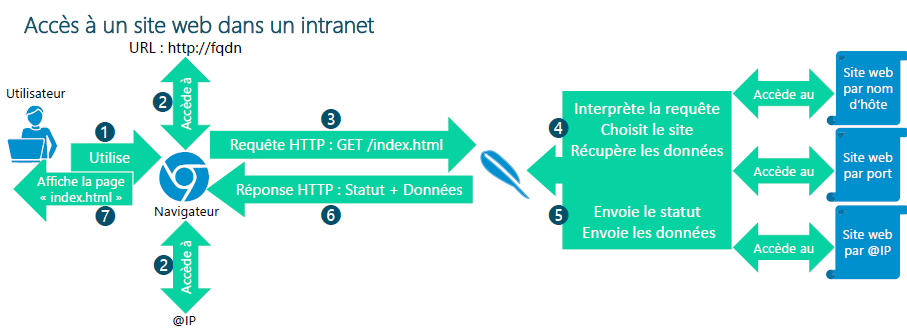 Accès à un site web dans un intranet
URL : http://fqdn
Utilisateur
2
Accède à
1
Utilise
Affiche la page
« index.html »
7
Navigateur
2
Accède à
@IP
3
Requête HTTP : GET /index.html
Réponse HTTP : Statut + Données
6
4
Interprète la requête
Choisit le site
Récupère les données
5
Envoie le statut
Envoie les données
Accède au
Site web
par nom
d'hôte
Accède au
Site web
par port
Accède au
Site web
par @IP